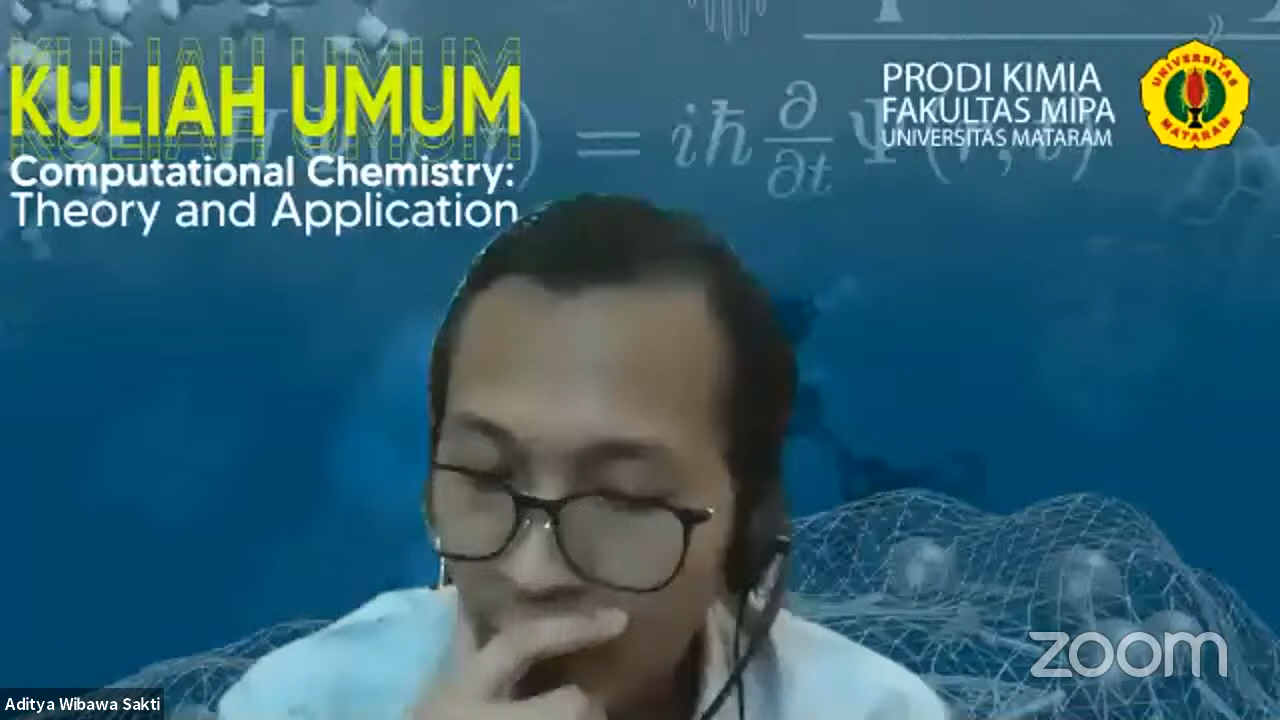 KULIAH UMUM
Computational Chemistry:
Theory and Application
) = iħ ∂/∂t Ψ(r, t)
PRODI KIMIA
FAKULTAS MIPA
UNIVERSITAS MATARAM
UNIVERSITAS
MATARAM
zoom
Aditya Wibawa Sakti